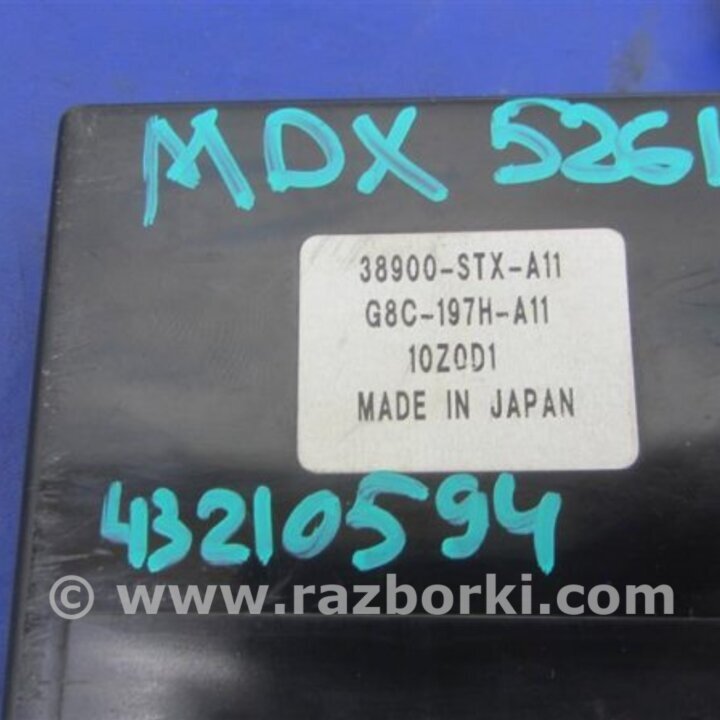 MDX 5261
38900-STX-A11
G8C-197H-A11
10Z0D1
MADE IN JAPAN
43210594
© www.razborki.com